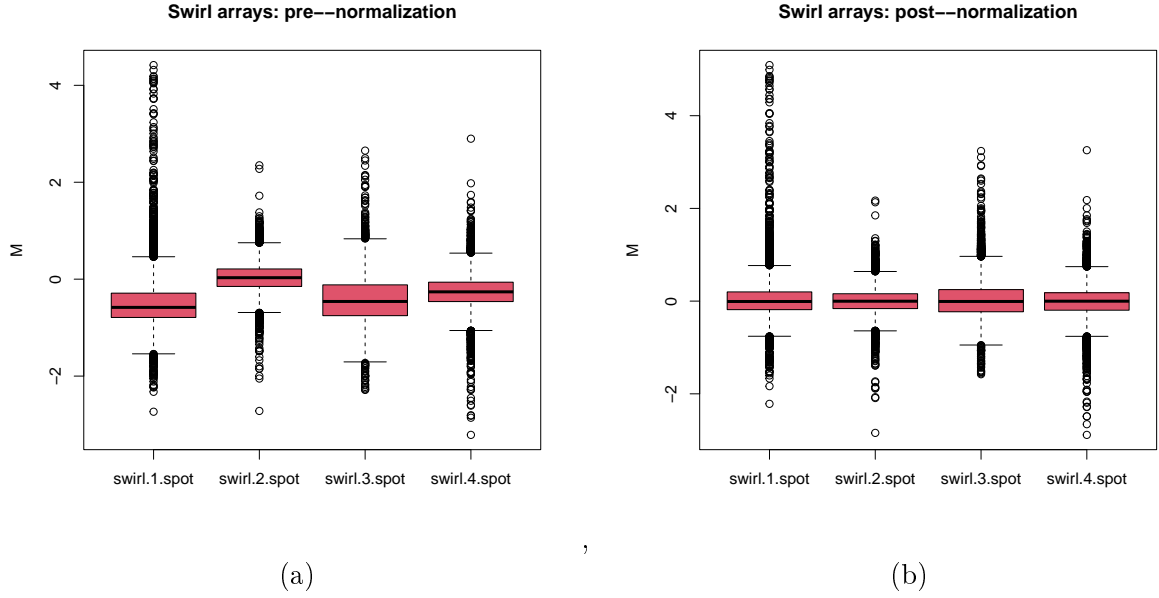 Swirl arrays: pre−−normalization
M
4
2
0
−2
swirl.1.spot swirl.2.spot swirl.3.spot swirl.4.spot
(a)
,
Swirl arrays: post−−normalization
M
4
2
0
−2
swirl.1.spot swirl.2.spot swirl.3.spot swirl.4.spot
(b)